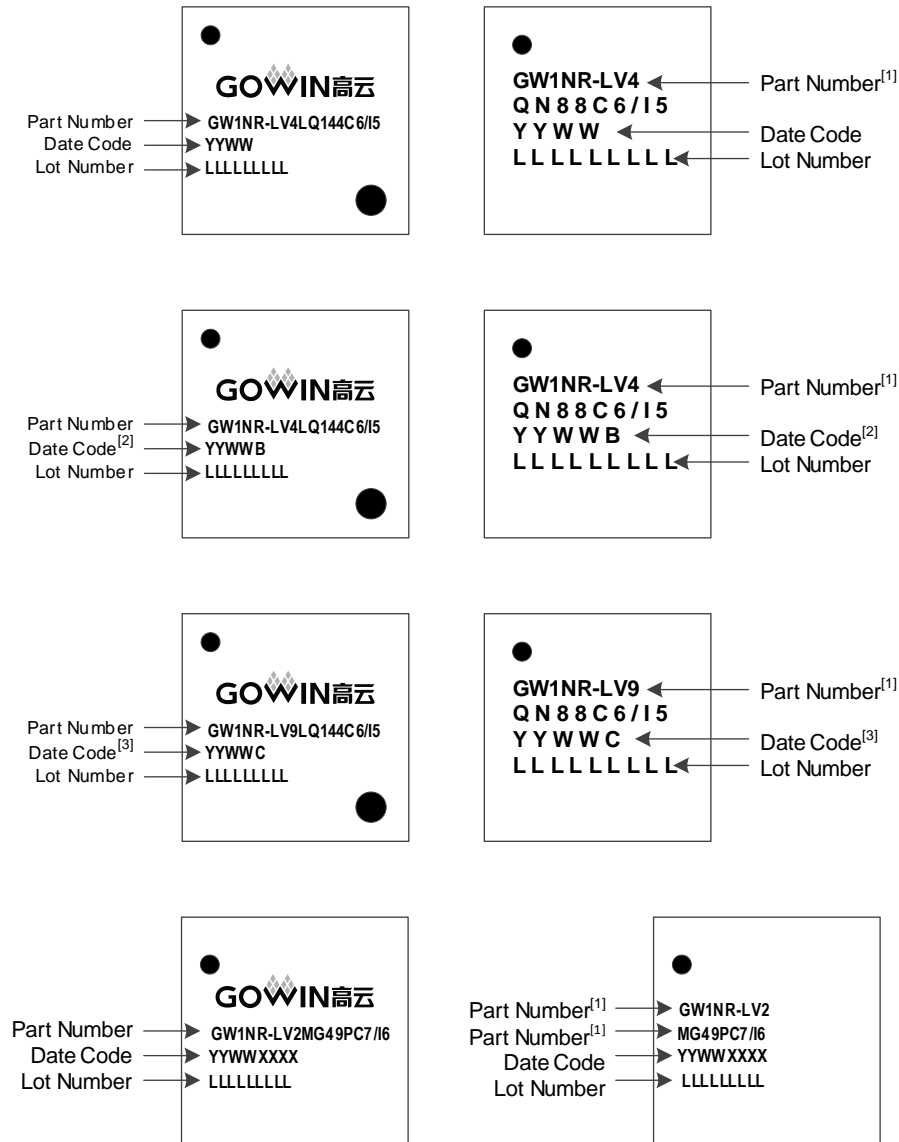 GOWIN高云
Part Number GW1NR-LV4LQ144C6/I5
Date Code YYWW
Lot Number LLLLLLLLL
GW1NR-LV4 Part Number[1]
QN88C6/I5
YYWW Date Code
LLLLLLLLL Lot Number
GOWIN高云
Part Number GW1NR-LV4LQ144C6/I5
Date Code[2] YYWWB
Lot Number LLLLLLLLL
GW1NR-LV4 Part Number[1]
QN88C6/I5
YYWWB Date Code[2]
LLLLLLLLL Lot Number
GOWIN高云
Part Number GW1NR-LV9LQ144C6/I5
Date Code[3] YYWWC
Lot Number LLLLLLLLL
GW1NR-LV9 Part Number[1]
QN88C6/I5
YYWWC Date Code[3]
LLLLLLLLL Lot Number
GOWIN高云
Part Number GW1NR-LV2MG49PC7/I6
Date Code YYWWXXXX
Lot Number LLLLLLLLL
Part Number[1] GW1NR-LV2
Part Number[1] MG49PC7/I6
Date Code YYWWXXXX
Lot Number LLLLLLLLL